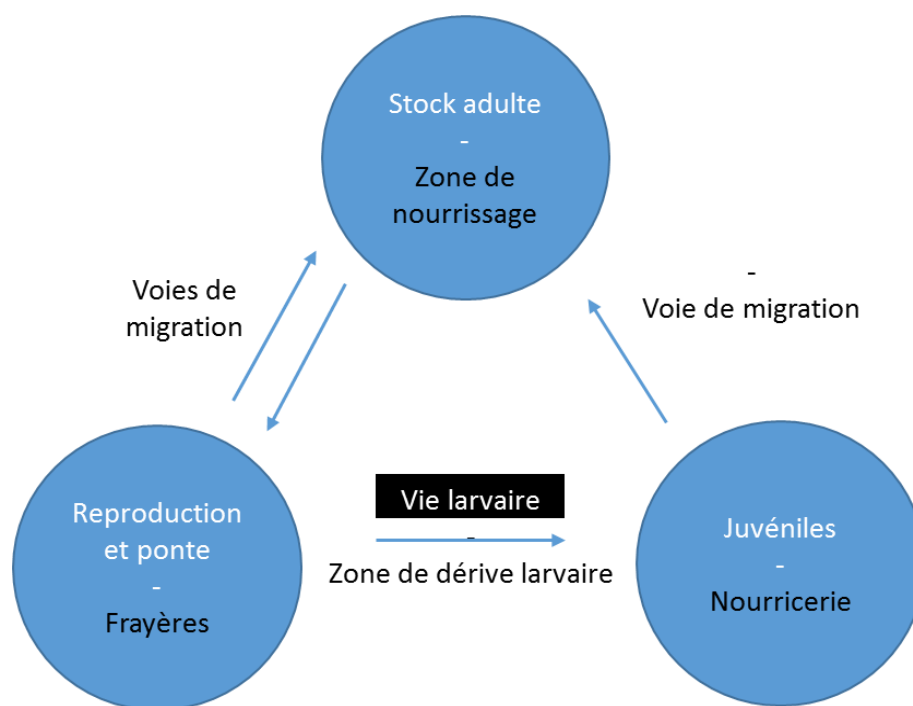 Stock adulte
-
Zone de
nourrissage
Voies de
migration
-
Voie de migration
Vie larvaire
-
Zone de dérive larvaire
Reproduction
et ponte
-
Frayères
Juvéniles
-
Nourricerie